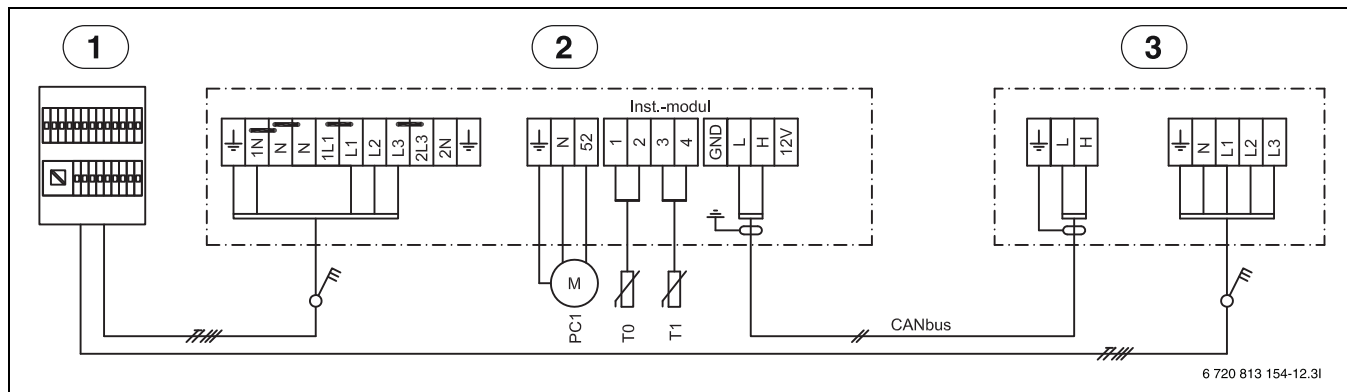 1
2
3
Inst.-modul
1N
N
N
1L1
L1
L2
L3
2L3
2N
N
52
1
2
3
4
GND
L
H
12V
L
H
N
L1
L2
L3
M
PC1
T0
T1
CANbus
6 720 813 154-12.3I